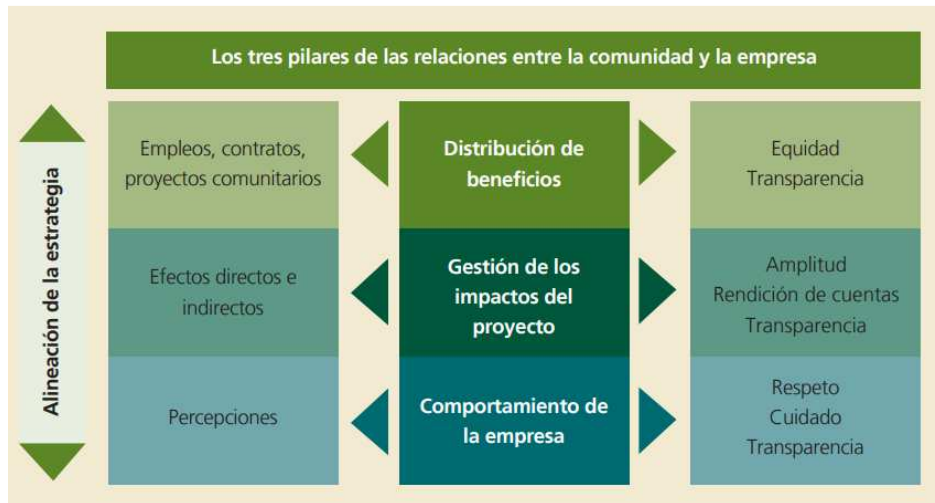 Los tres pilares de las relaciones entre la comunidad y la empresa
Alineación de la estrategia
Empleos, contratos,
proyectos comunitarios
Distribución de
beneficios
Equidad
Transparencia
Efectos directos e
indirectos
Gestión de los
impactos del
proyecto
Amplitud
Rendición de cuentas
Transparencia
Percepciones
Comportamiento de
la empresa
Respeto
Cuidado
Transparencia